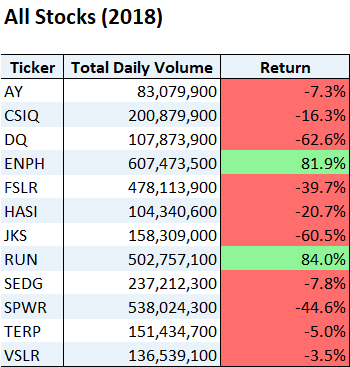 All Stocks (2018)
Ticker Total Daily Volume Return
AY 83,079,900 -7.3%
CSIQ 200,879,900 -16.3%
DQ 107,873,900 -62.6%
ENPH 607,473,500 81.9%
FSLR 478,113,900 -39.7%
HASI 104,340,600 -20.7%
JKS 158,309,000 -60.5%
RUN 502,757,100 84.0%
SEDG 237,212,300 -7.8%
SPWR 538,024,300 -44.6%
TERP 151,434,700 -5.0%
VSLR 136,539,100 -3.5%